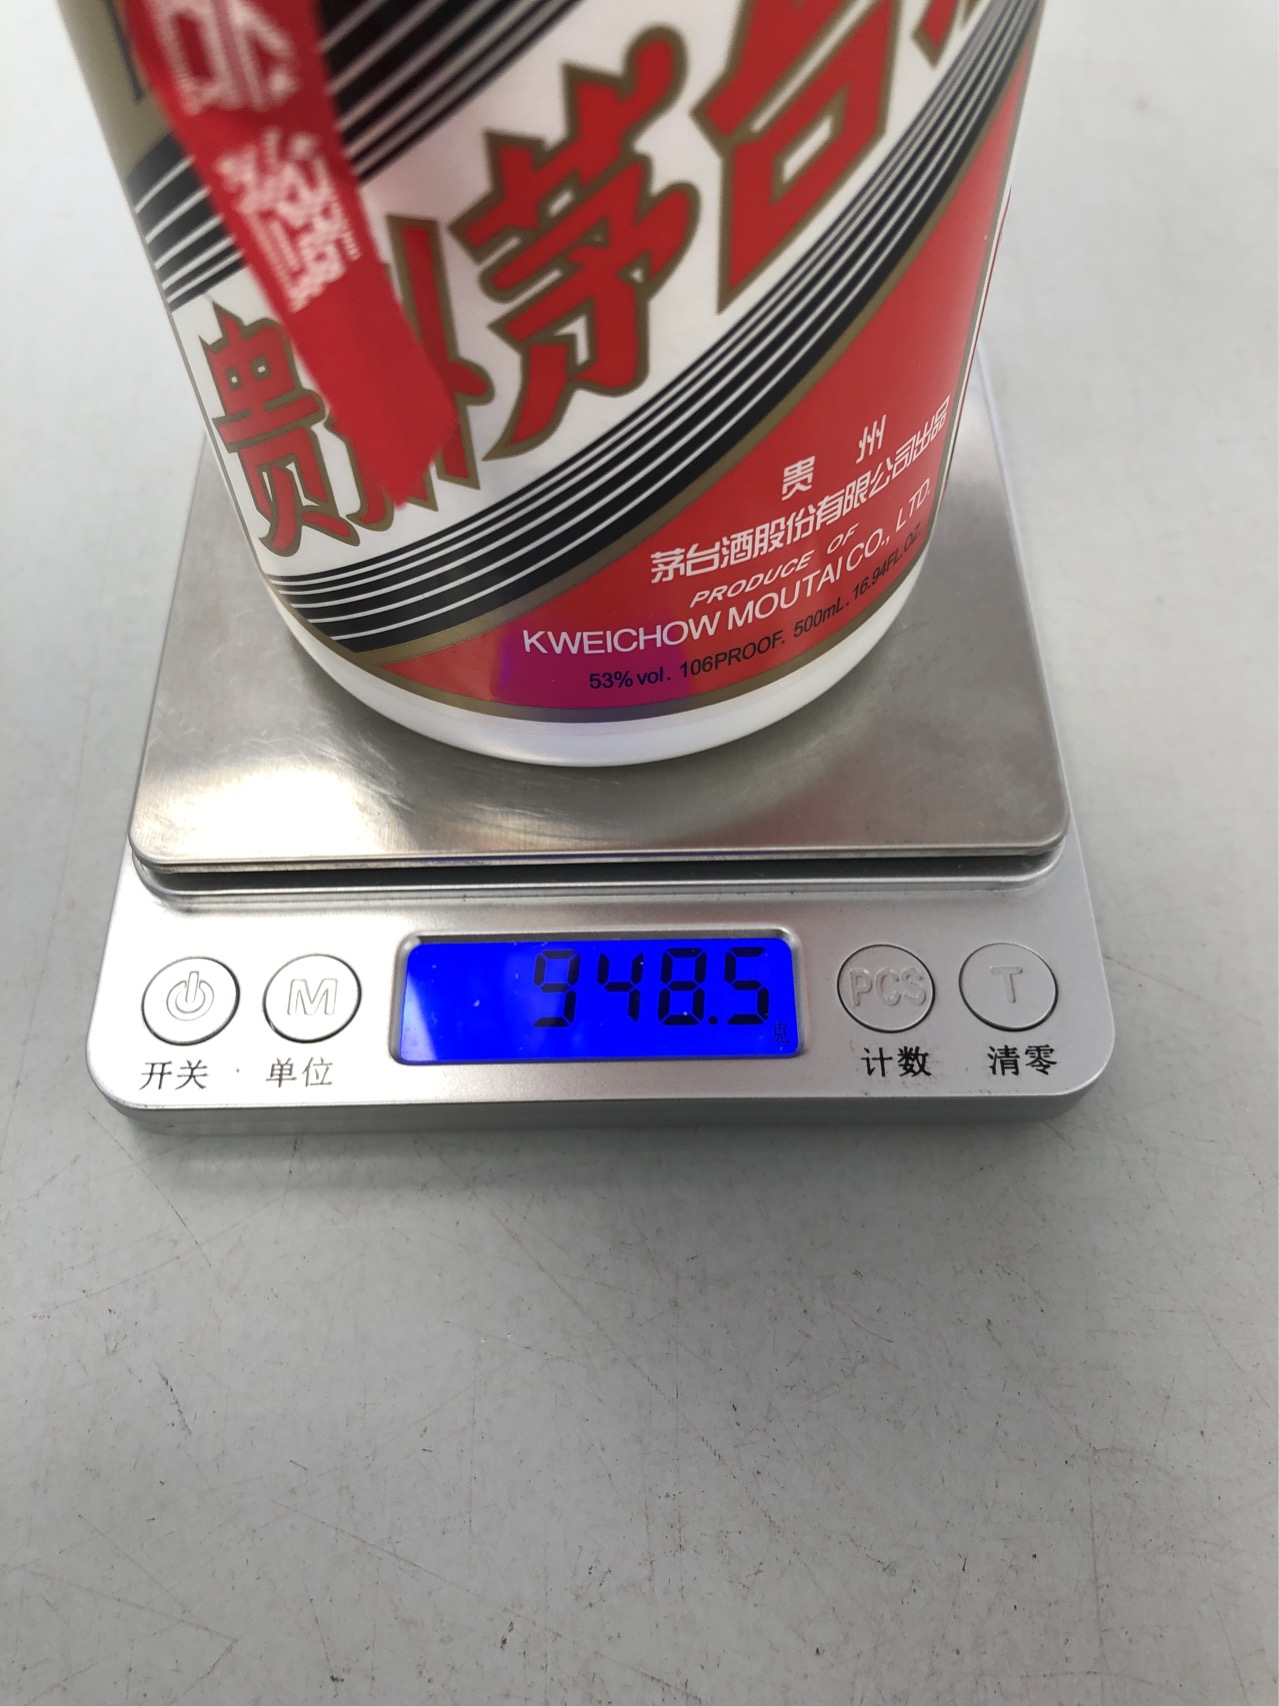 贵州茅台
贵州
茅台酒股份有限公司出品
PRODUCE OF
KWEICHOW MOUTAI CO., LTD.
53% vol. 106PROOF. 500mL. 16.94FL.OZ
948.5
克
M
PCS
T
开关
单位
计数
清零